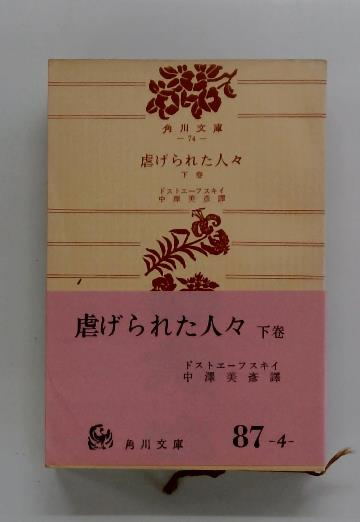 角川文庫
— 74 —
虐げられた人々
下巻
ドストエーフスキイ
中澤美彥譯
虐げられた人々 下巻
ドストエーフスキイ
中澤美彥譯
角川文庫
87 -4-